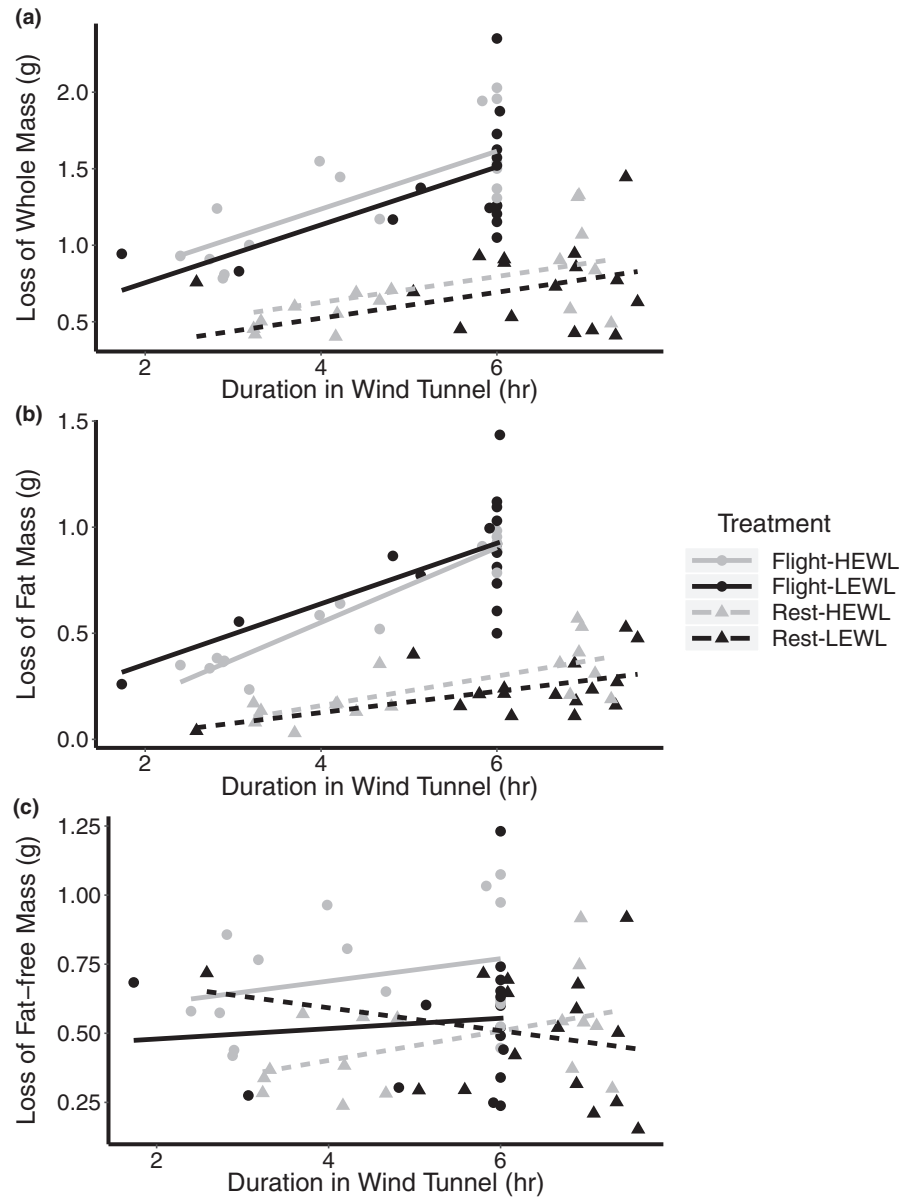 (a)
Loss of Whole Mass (g)
2.0
1.5
1.0
0.5
2 4 6
Duration in Wind Tunnel (hr)
(b)
Loss of Fat Mass (g)
1.5
1.0
0.5
0.0
2 4 6
Duration in Wind Tunnel (hr)
Treatment
Flight-HEWL
Flight-LEWL
Rest-HEWL
Rest-LEWL
(c)
Loss of Fat-free Mass (g)
1.25
1.00
0.75
0.50
0.25
2 4 6
Duration in Wind Tunnel (hr)